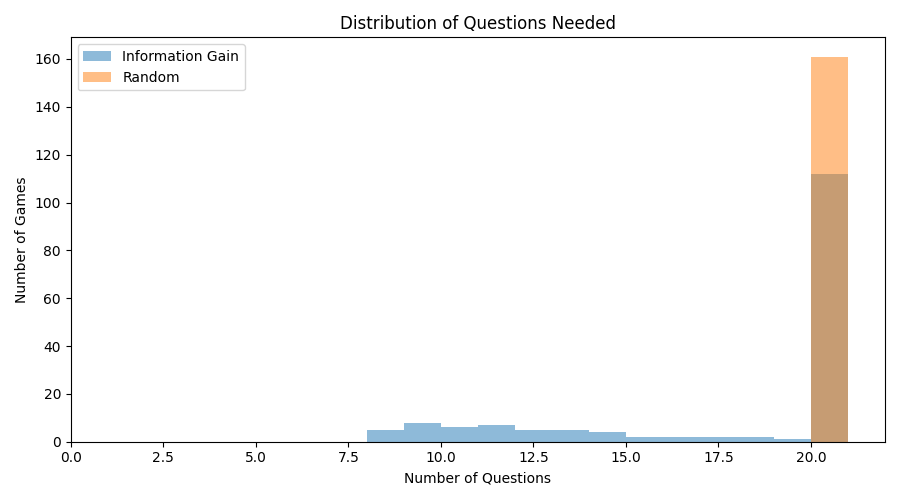 Distribution of Questions Needed
Information Gain
Random
160
140
120
100
80
60
40
20
0
Number of Games
0.0 2.5 5.0 7.5 10.0 12.5 15.0 17.5 20.0
Number of Questions